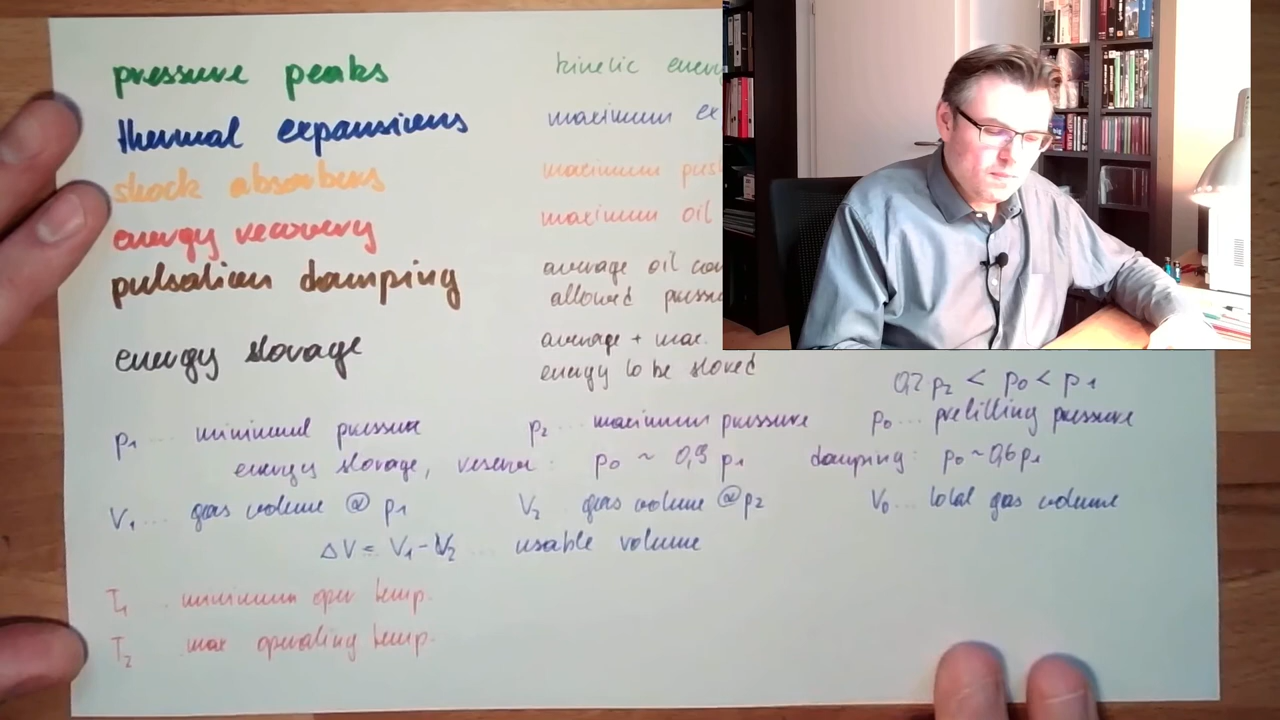 pressure peaks kinetic ener
thermal expansions maximum ex
shock absorbers maximum
energy recovery maximum oil
pulsation damping average oil
allowed press
energy storage average + max.
energy to be stored
0,2 p₂ < p₀ < p₁
p₁ ... minimum pressure p₂ ... maximum pressure p₀ ... prefilling pressure
energy storage, reserve: p₀ ~ 0,9 p₁ damping: p₀ ~ 0,6 p₁
V₁ ... gas volume @ p₁ V₂ gas volume @ p₂ V₀ ... total gas volume
ΔV = V₁ - V₂ ... usable volume
T₁ . minimum oper temp.
T₂ . max operating temp.